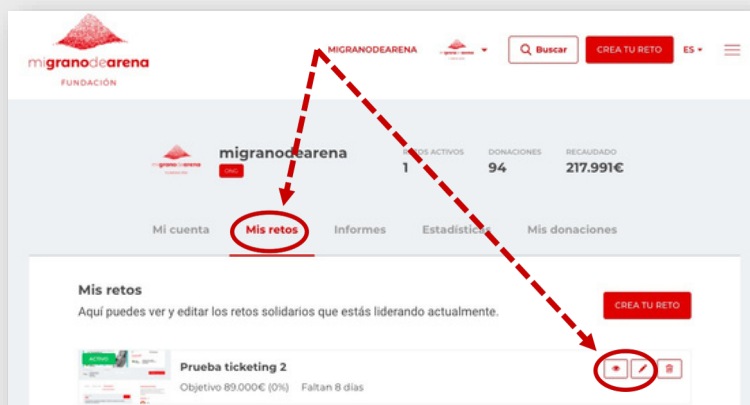 migranodearena
FUNDACIÓN
MIGRANODEARENA
Buscar
CREA TU RETO
ES
migranodearena
ONG
RETOS ACTIVOS
1
DONACIONES
94
RECAUDADO
217.991€
Mi cuenta
Mis retos
Informes
Estadísticas
Mis donaciones
Mis retos
Aquí puedes ver y editar los retos solidarios que estás liderando actualmente.
CREA TU RETO
ACTIVO
Prueba ticketing 2
Objetivo 89.000€ (0%) Faltan 8 días